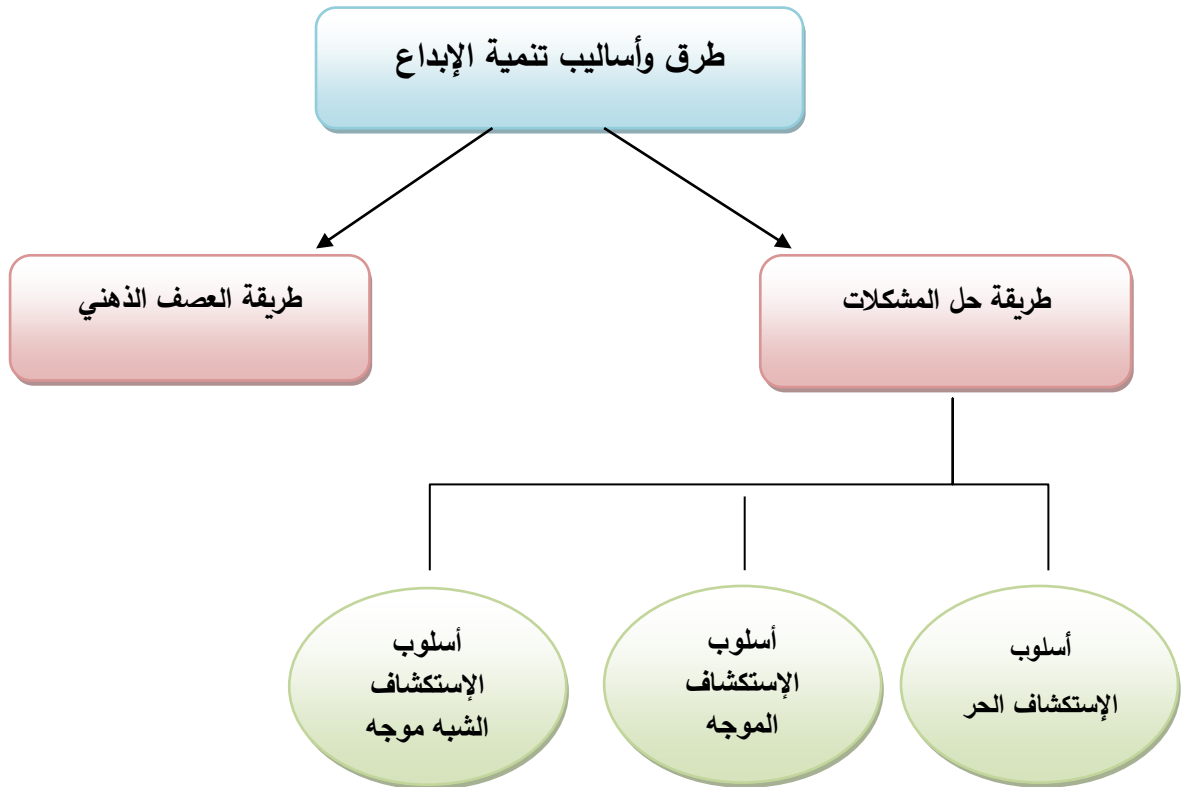 طرق وأساليب تنمية الإبداع
طريقة حل المشكلات
طريقة العصف الذهني
أسلوب
الإستكشاف الحر
أسلوب
الإستكشاف
الموجه
أسلوب
الإستكشاف
الشبه موجه